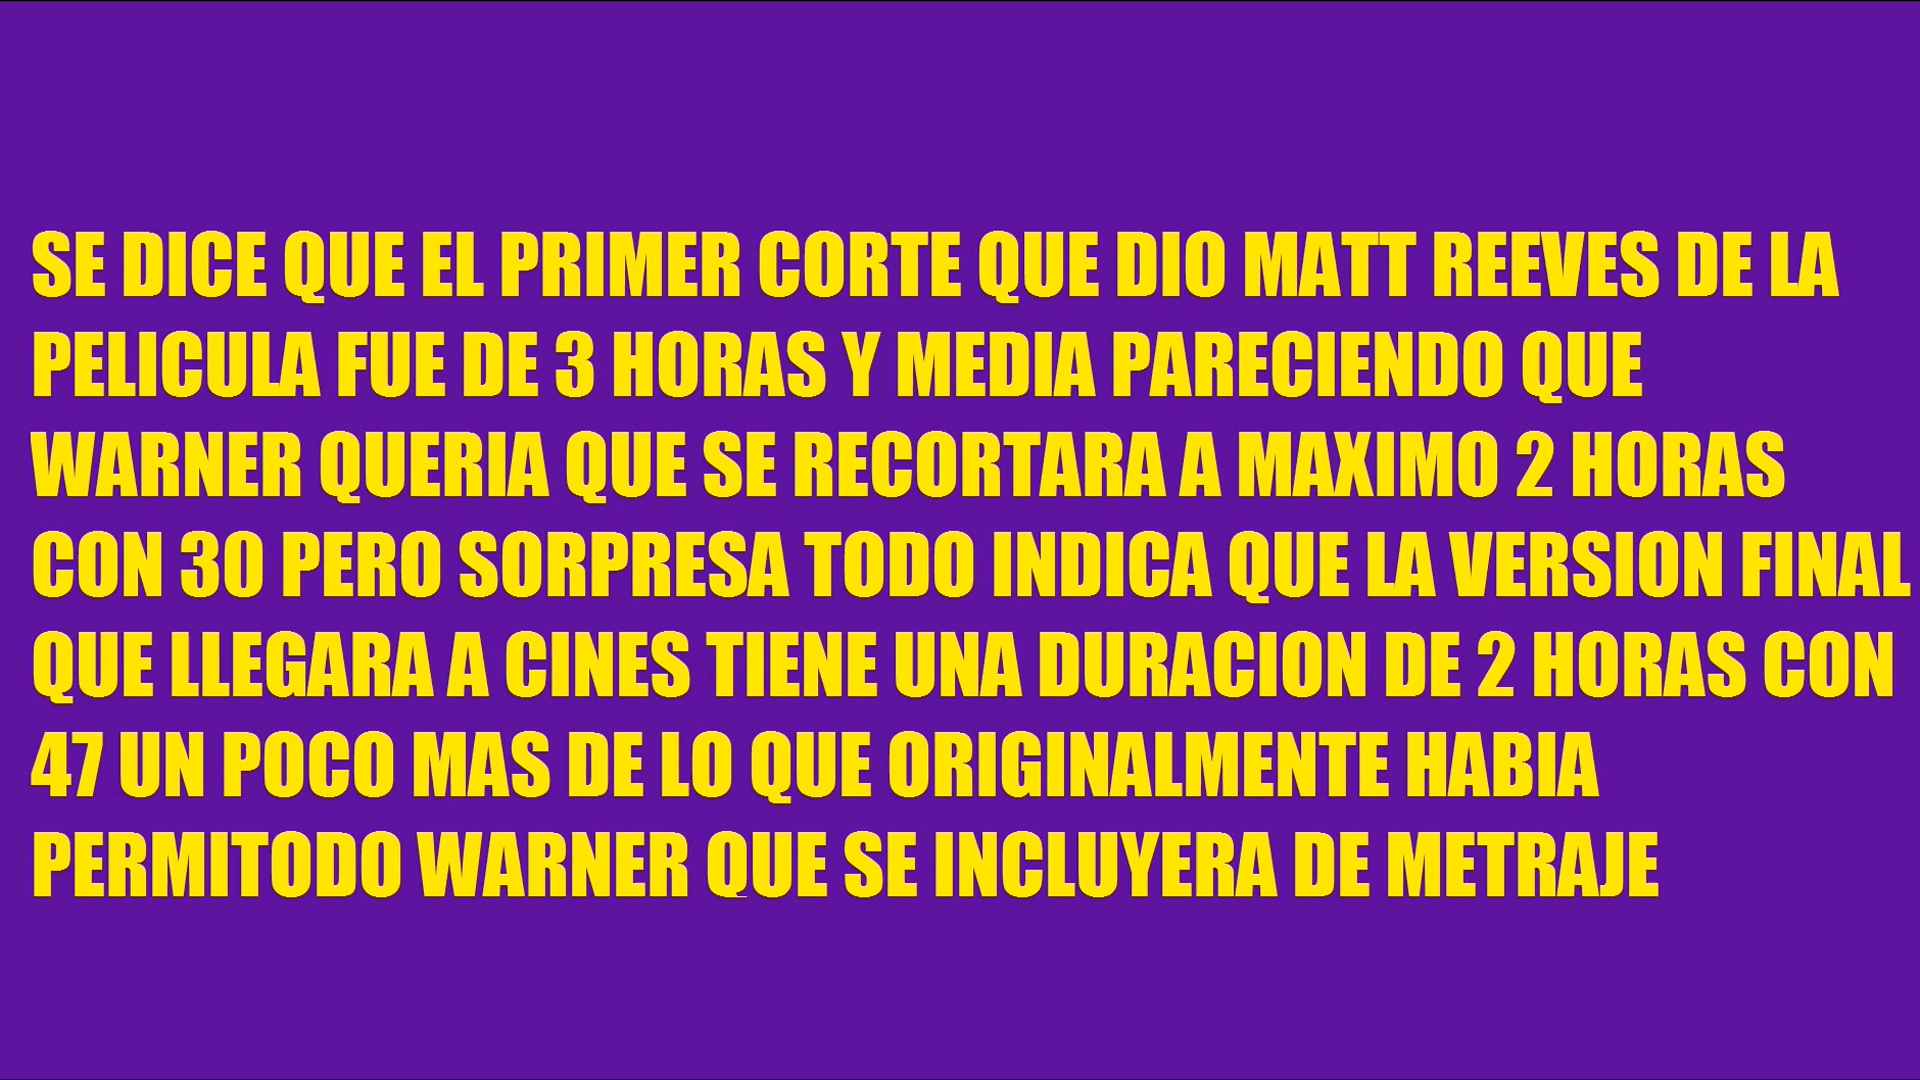 SE DICE QUE EL PRIMER CORTE QUE DIO MATT REEVES DE LA
PELICULA FUE DE 3 HORAS Y MEDIA PARECIENDO QUE
WARNER QUERIA QUE SE RECORTARA A MAXIMO 2 HORAS
CON 30 PERO SORPRESA TODO INDICA QUE LA VERSION FINAL
QUE LLEGARA A CINES TIENE UNA DURACION DE 2 HORAS CON
47 UN POCO MAS DE LO QUE ORIGINALMENTE HABIA
PERMITODO WARNER QUE SE INCLUYERA DE METRAJE